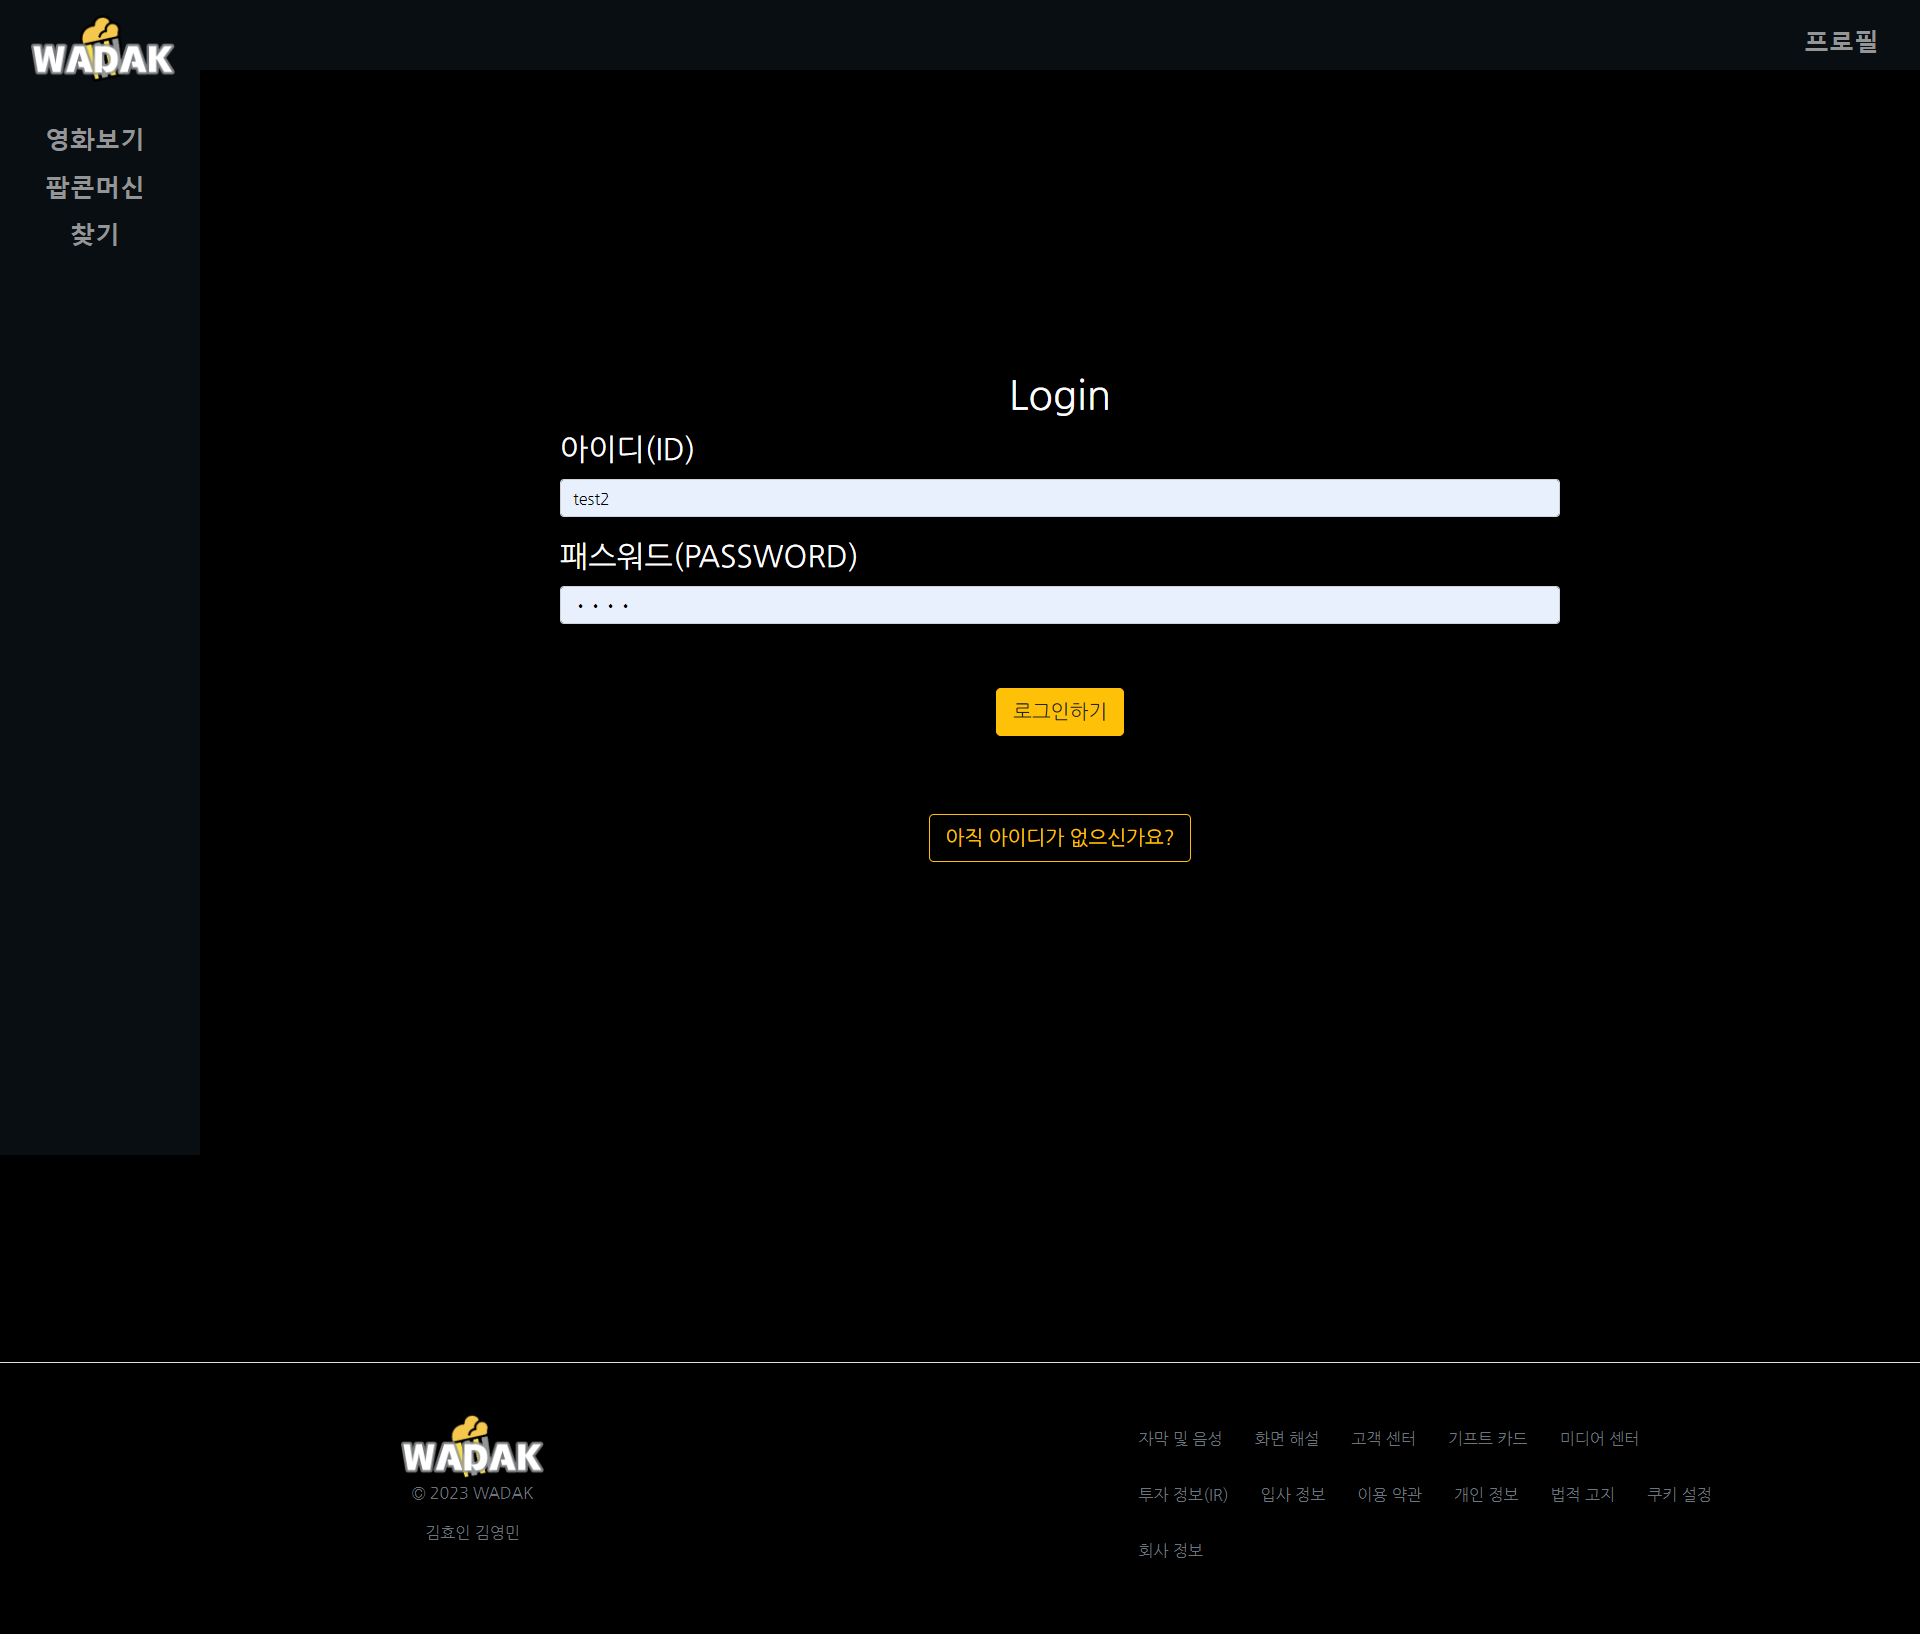 WADAK
프로필
영화보기
팝콘머신
찾기
Login
아이디(ID)
test2
패스워드(PASSWORD)
····
로그인하기
아직 아이디가 없으신가요?
WADAK
© 2023 WADAK
김효인 김영민
자막 및 음성 화면 해설 고객 센터 기프트 카드 미디어 센터
투자 정보(IR) 입사 정보 이용 약관 개인 정보 법적 고지 쿠키 설정
회사 정보